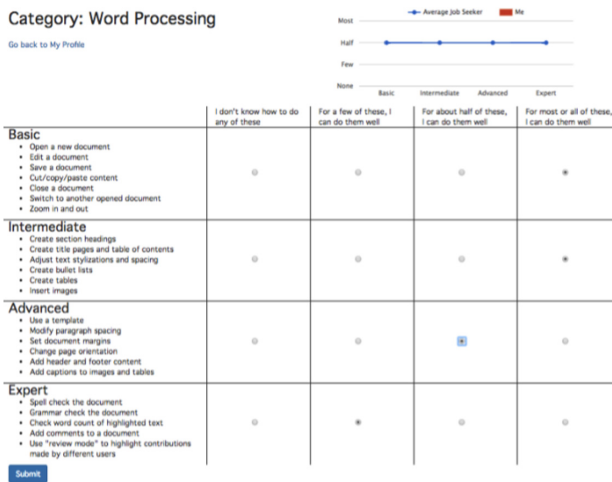 Category: Word Processing
Go back to My Profile
Average Job Seeker
Me
Most
Half
Few
None
Basic
Intermediate
Advanced
Expert
I don't know how to do
any of these
For a few of these, I
can do them well
For about half of these,
I can do them well
For most or all of these,
I can do them well
Basic
• Open a new document
• Edit a document
• Save a document
• Cut/copy/paste content
• Close a document
• Switch to another opened document
• Zoom in and out
Intermediate
• Create section headings
• Create title pages and table of contents
• Adjust text stylizations and spacing
• Create bullet lists
• Create tables
• Insert images
Advanced
• Use a template
• Modify paragraph spacing
• Set document margins
• Change page orientation
• Add header and footer content
• Add captions to images and tables
Expert
• Spell check the document
• Grammar check the document
• Check word count of highlighted text
• Add comments to a document
• Use "review mode" to highlight contributions
made by different users
Submit